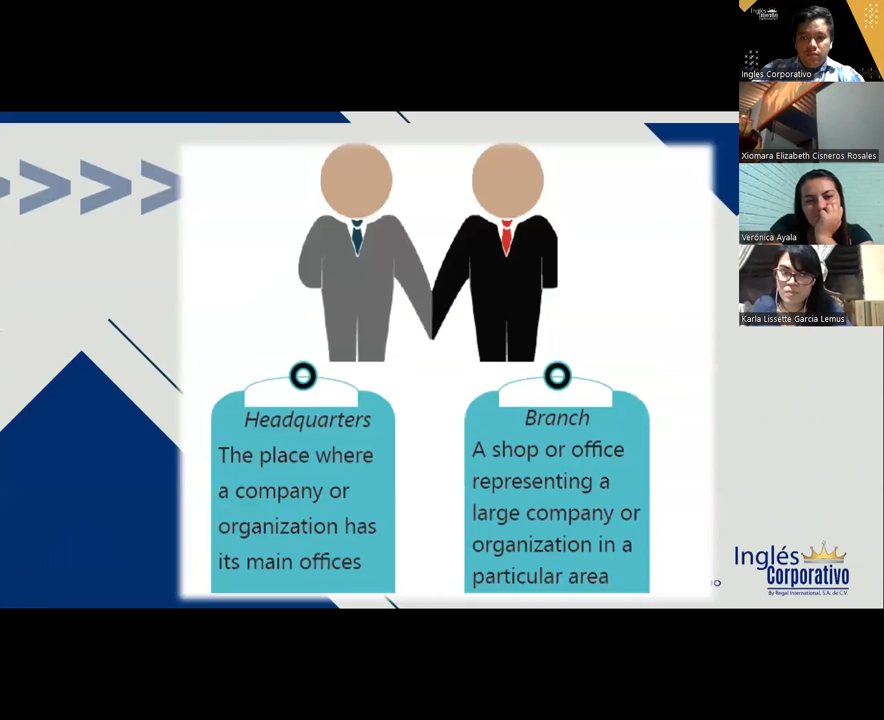 Headquarters
The place where
a company or
organization has
its main offices
Branch
A shop or office
representing a
large company or
organization in a
particular area
Inglés
Corporativo
By Regal International, S.A. de C.V.
Inglés
Corporativo
Ingles Corporativo
Xiomara Elizabeth Cisneros Rosales
Verónica Ayala
Karla Lissette Garcia Lemus